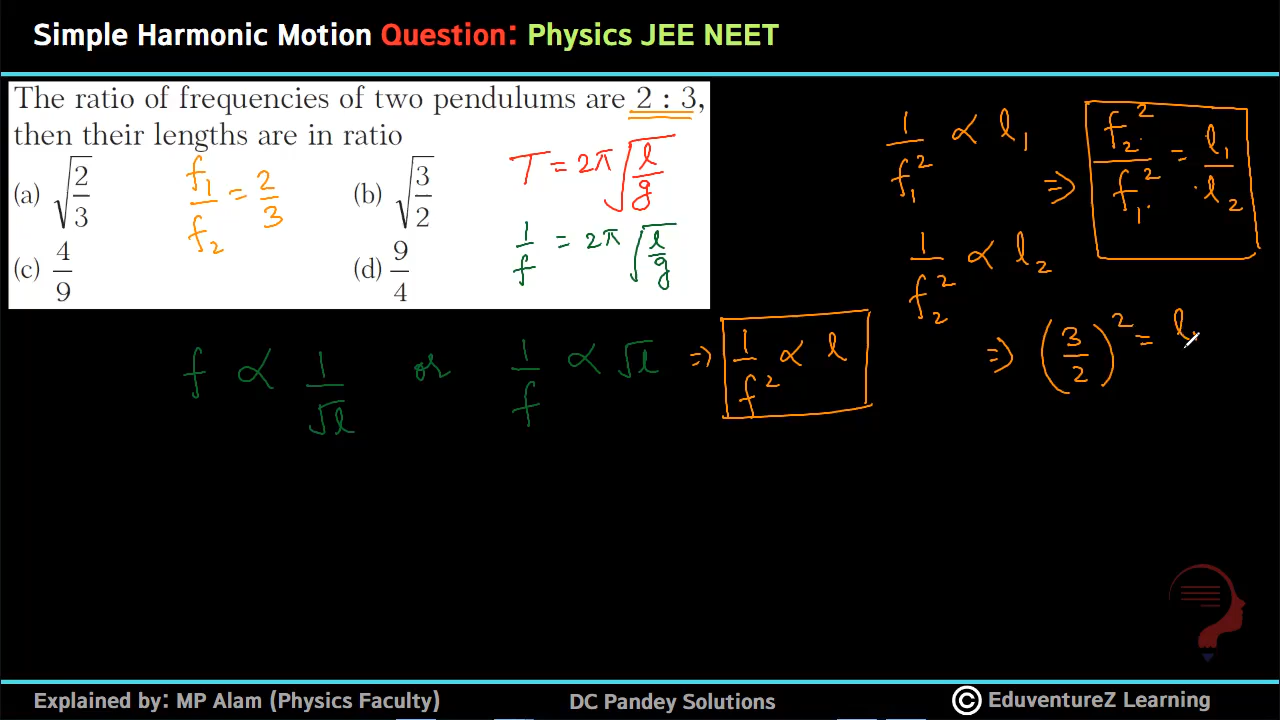 Simple Harmonic Motion Question: Physics JEE NEET
The ratio of frequencies of two pendulums are 2 : 3,
then their lengths are in ratio
(a) √(2/3)
(b) √(3/2)
(c) 4/9
(d) 9/4
f₁/f₂ = 2/3
T = 2π √(l/g)
1/f = 2π √(l/g)
f ∝ 1/√l or 1/f ∝ √l ⇒ 1/f² ∝ l
1/f₁² ∝ l₁
1/f₂² ∝ l₂
⇒ f₂²/f₁² = l₁/l₂
⇒ (3/2)² = l₁
Explained by: MP Alam (Physics Faculty)
DC Pandey Solutions
© EduventureZ Learning